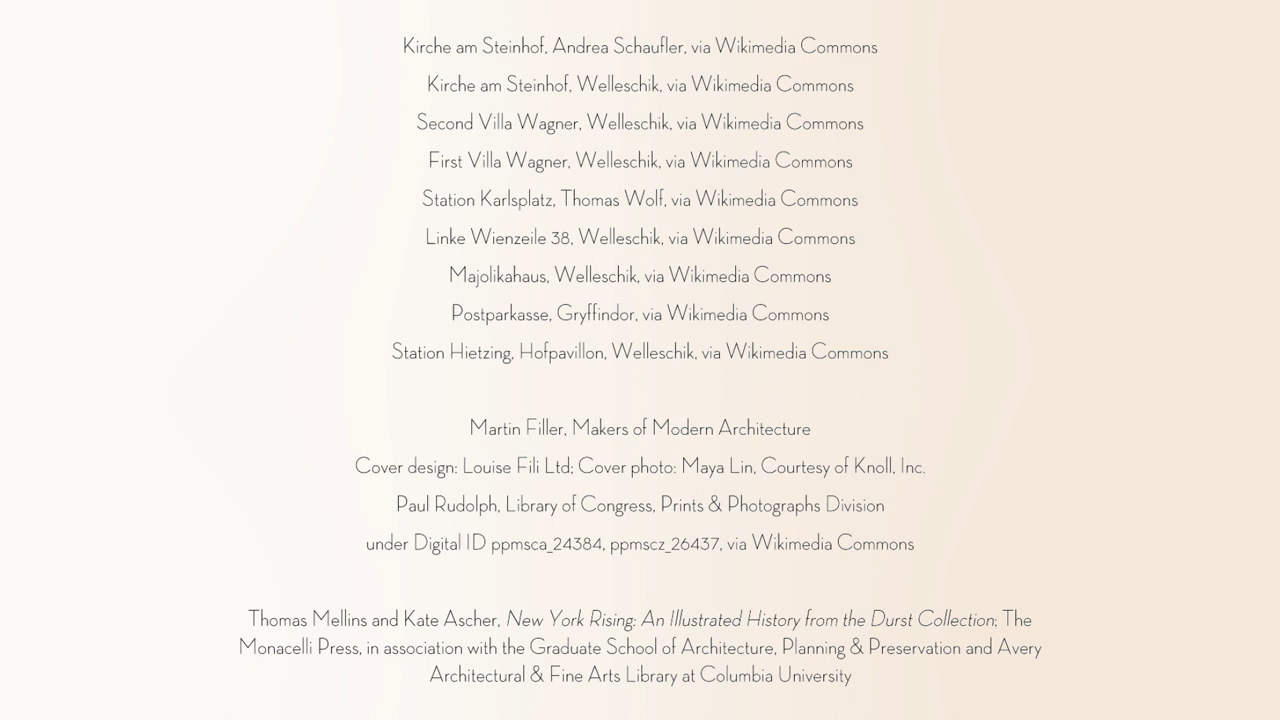 Kirche am Steinhof, Andrea Schaufler, via Wikimedia Commons
Kirche am Steinhof, Welleschik, via Wikimedia Commons
Second Villa Wagner, Welleschik, via Wikimedia Commons
First Villa Wagner, Welleschik, via Wikimedia Commons
Station Karlsplatz, Thomas Wolf, via Wikimedia Commons
Linke Wienzeile 38, Welleschik, via Wikimedia Commons
Majolikahaus, Welleschik, via Wikimedia Commons
Postparkasse, Gryffindor, via Wikimedia Commons
Station Hietzing, Hofpavillon, Welleschik, via Wikimedia Commons
Martin Filler, Makers of Modern Architecture
Cover design: Louise Fili Ltd; Cover photo: Maya Lin, Courtesy of Knoll, Inc.
Paul Rudolph, Library of Congress, Prints & Photographs Division
under Digital ID ppmsca_24384, ppmscz_26437, via Wikimedia Commons
Thomas Mellins and Kate Ascher, New York Rising: An Illustrated History from the Durst Collection; The
Monacelli Press, in association with the Graduate School of Architecture, Planning & Preservation and Avery
Architectural & Fine Arts Library at Columbia University